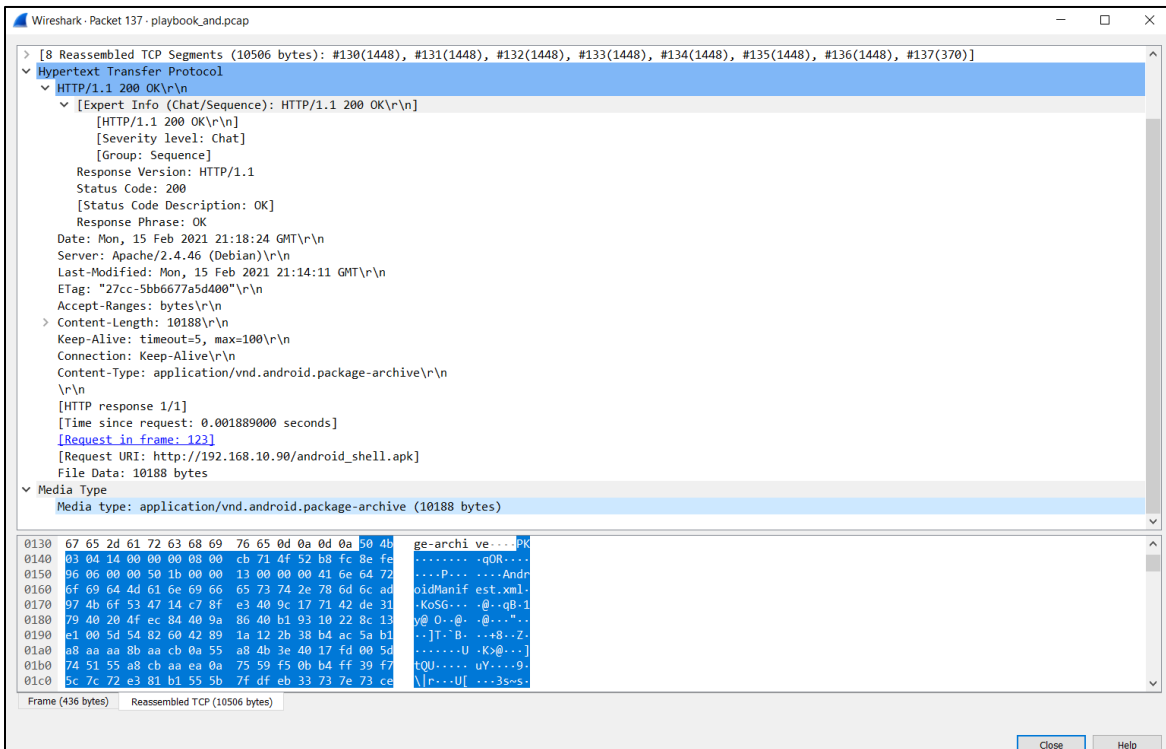 Wireshark · Packet 137 · playbook_and.pcap
[8 Reassembled TCP Segments (10506 bytes): #130(1448), #131(1448), #132(1448), #133(1448), #134(1448), #135(1448), #136(1448), #137(370)]
Hypertext Transfer Protocol
HTTP/1.1 200 OK\r\n
[Expert Info (Chat/Sequence): HTTP/1.1 200 OK\r\n]
[HTTP/1.1 200 OK\r\n]
[Severity level: Chat]
[Group: Sequence]
Response Version: HTTP/1.1
Status Code: 200
[Status Code Description: OK]
Response Phrase: OK
Date: Mon, 15 Feb 2021 21:18:24 GMT\r\n
Server: Apache/2.4.46 (Debian)\r\n
Last-Modified: Mon, 15 Feb 2021 21:14:11 GMT\r\n
ETag: "27cc-5bb6677a5d400"\r\n
Accept-Ranges: bytes\r\n
Content-Length: 10188\r\n
Keep-Alive: timeout=5, max=100\r\n
Connection: Keep-Alive\r\n
Content-Type: application/vnd.android.package-archive\r\n
\r\n
[HTTP response 1/1]
[Time since request: 0.001889000 seconds]
[Request in frame: 123]
[Request URI: http://192.168.10.90/android_shell.apk]
File Data: 10188 bytes
Media Type
Media type: application/vnd.android.package-archive (10188 bytes)
0130 67 65 2d 61 72 63 68 69 76 65 0d 0a 0d 0a 50 4b ge-archive····PK
0140 03 04 14 00 00 00 08 00 cb 71 4f 52 b8 fc 8e fe ·········qOR····
0150 96 06 00 00 50 1b 00 00 13 00 00 00 41 6e 64 72 ····P·······Andr
0160 6f 69 64 4d 61 6e 69 66 65 73 74 2e 78 6d 6c ad oidManifest.xml·
0170 97 4b 6f 53 47 14 c7 8f e3 40 9c 17 71 42 de 31 ·KoSG····@··qB·1
0180 79 40 20 4f ec 84 40 9a 86 40 b1 93 10 22 8c 13 y@ O··@··@···"··
0190 e1 00 5d 54 82 60 42 89 1a 12 2b 38 b4 ac 5a b1 ··]T·`B···+8··Z·
01a0 a8 aa aa 8b aa cb 0a 55 a8 4b 3e 40 17 fd 00 5d ·······U·K>@···]
01b0 74 51 55 a8 cb aa ea 0a 75 59 f5 0b b4 ff 39 f7 tQU·····uY····9·
01c0 5c 7c 72 e3 81 b1 55 5b 7f df eb 33 73 7e 73 ce \|r···U[···3s~s·
Frame (436 bytes) Reassembled TCP (10506 bytes)
Close Help